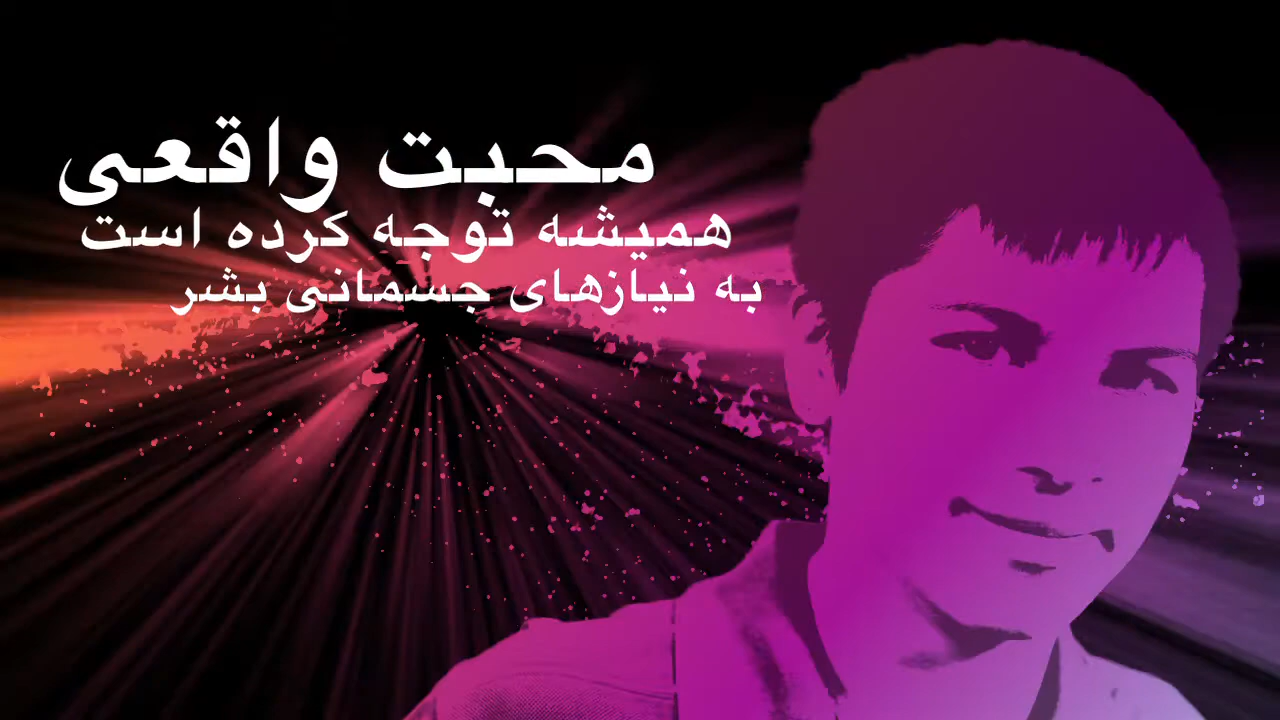 محبت واقعی
همیشه توجه کرده است
به نیازهای جسمانی بشر